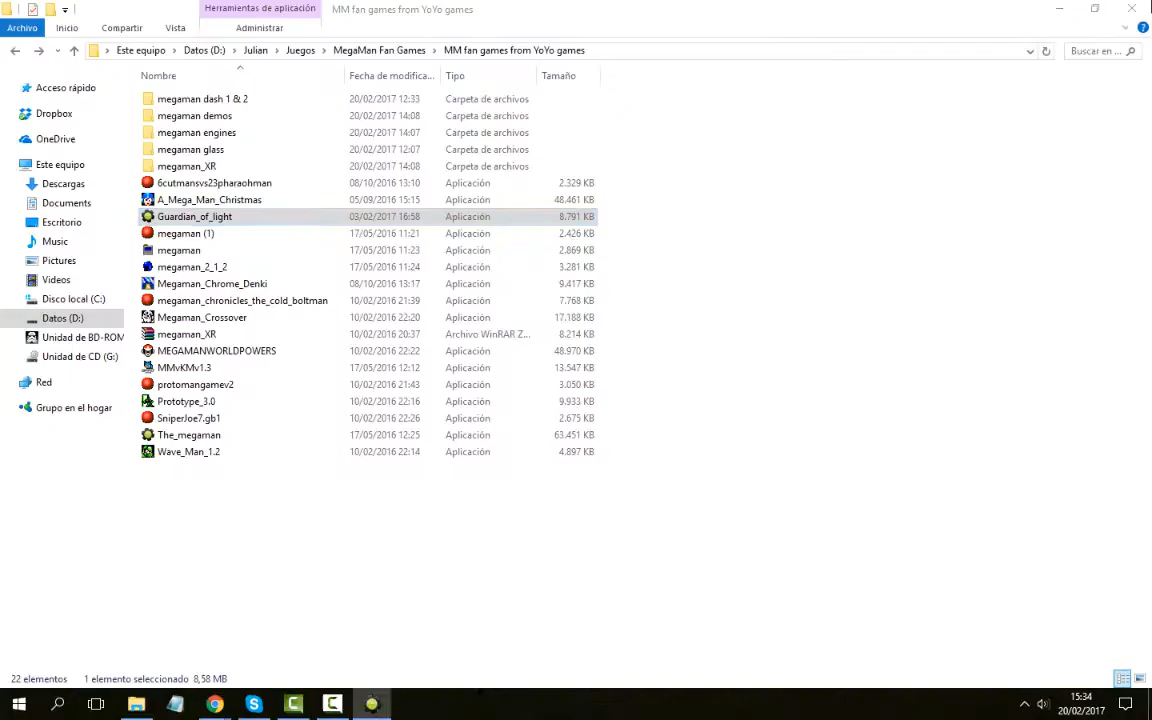 Herramientas de aplicación MM fan games from YoYo games
Archivo Inicio Compartir Vista Administrar
Este equipo Datos (D:) Julian Juegos MegaMan Fan Games MM fan games from YoYo games Buscar en ...
Nombre Fecha de modifica... Tipo Tamaño
Acceso rápido
Dropbox
OneDrive
Este equipo
Descargas
Documents
Escritorio
Music
Pictures
Videos
Disco local (C:)
Datos (D:)
Unidad de BD-ROM
Unidad de CD (G:)
Red
Grupo en el hogar
megaman dash 1 & 2 20/02/2017 12:33 Carpeta de archivos
megaman demos 20/02/2017 14:08 Carpeta de archivos
megaman engines 20/02/2017 14:07 Carpeta de archivos
megaman glass 20/02/2017 12:07 Carpeta de archivos
megaman_XR 20/02/2017 14:08 Carpeta de archivos
6cutmansvs23pharaohman 08/10/2016 13:10 Aplicación 2.329 KB
A_Mega_Man_Christmas 05/09/2016 15:15 Aplicación 48.461 KB
Guardian_of_light 03/02/2017 16:58 Aplicación 8.791 KB
megaman (1) 17/05/2016 11:21 Aplicación 2.426 KB
megaman 17/05/2016 11:23 Aplicación 2.869 KB
megaman_2_1_2 17/05/2016 11:24 Aplicación 3.281 KB
Megaman_Chrome_Denki 08/10/2016 13:17 Aplicación 9.417 KB
megaman_chronicles_the_cold_boltman 10/02/2016 21:39 Aplicación 7.768 KB
Megaman_Crossover 10/02/2016 22:20 Aplicación 17.188 KB
megaman_XR 10/02/2016 20:37 Archivo WinRAR Z... 8.214 KB
MEGAMANWORLDPOWERS 10/02/2016 22:22 Aplicación 48.970 KB
MMvKMv1.3 17/05/2016 12:12 Aplicación 13.547 KB
protomangamev2 10/02/2016 21:43 Aplicación 3.050 KB
Prototype_3.0 10/02/2016 22:16 Aplicación 9.933 KB
SniperJoe7.gb1 10/02/2016 22:26 Aplicación 2.675 KB
The_megaman 17/05/2016 12:25 Aplicación 63.451 KB
Wave_Man_1.2 10/02/2016 22:14 Aplicación 4.897 KB
22 elementos 1 elemento seleccionado 8,58 MB
15:34
20/02/2017